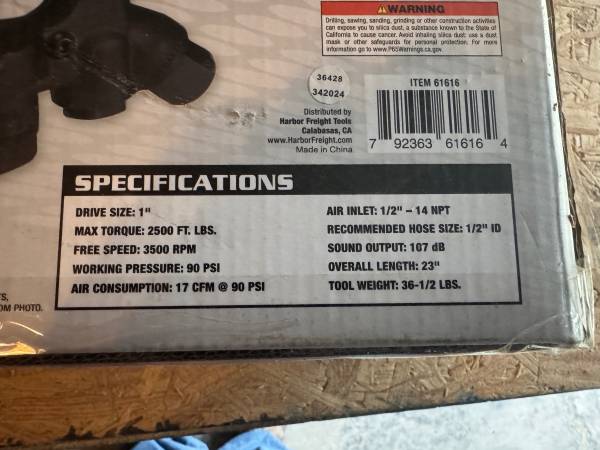 WARNING
Drilling, sawing, sanding, grinding or other construction activities
can expose you to silica dust, a substance known to the State of
California to cause cancer. Avoid inhaling silica dust: use a dust
mask or other safeguards for personal protection. For more
information go to www.P65Warnings.ca.gov.
36428
342024
ITEM 61616
Distributed by
Harbor Freight Tools
Calabasas, CA
www.HarborFreight.com
Made in China
7 92363 61616 4
SPECIFICATIONS
DRIVE SIZE: 1"
MAX TORQUE: 2500 FT. LBS.
FREE SPEED: 3500 RPM
WORKING PRESSURE: 90 PSI
AIR CONSUMPTION: 17 CFM @ 90 PSI
AIR INLET: 1/2" – 14 NPT
RECOMMENDED HOSE SIZE: 1/2" ID
SOUND OUTPUT: 107 dB
OVERALL LENGTH: 23"
TOOL WEIGHT: 36-1/2 LBS.
OM PHOTO.